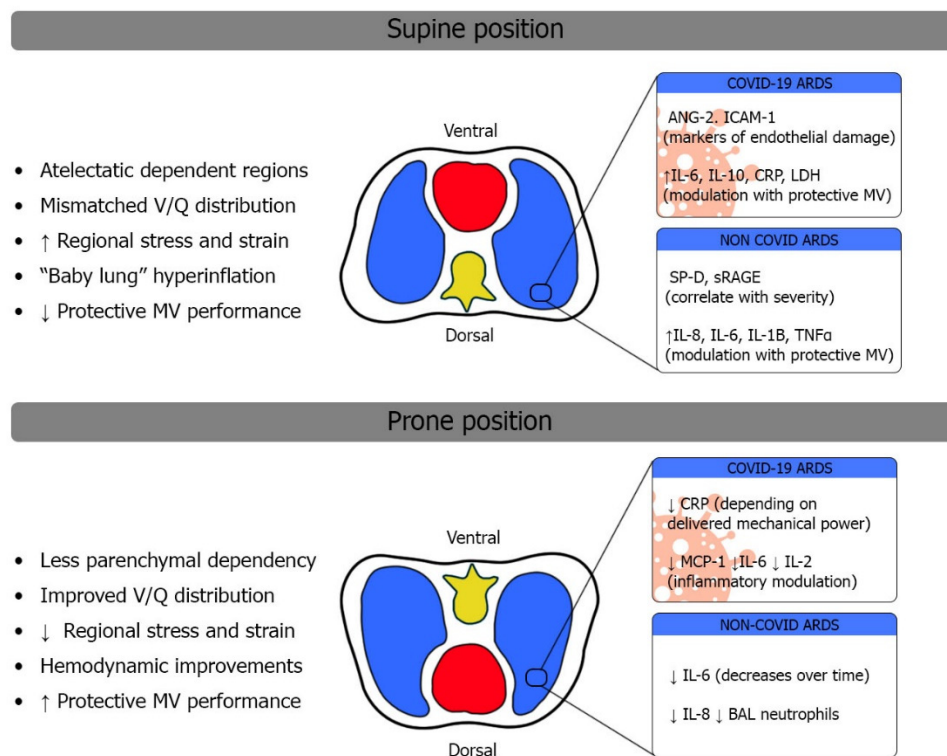 Supine position
• Atelectatic dependent regions
• Mismatched V/Q distribution
• ↑ Regional stress and strain
• “Baby lung” hyperinflation
• ↓ Protective MV performance
Ventral
Dorsal
COVID-19 ARDS
ANG-2. ICAM-1
(markers of endothelial damage)
↑IL-6, IL-10, CRP, LDH
(modulation with protective MV)
NON COVID ARDS
SP-D, sRAGE
(correlate with severity)
↑IL-8, IL-6, IL-1B, TNFα
(modulation with protective MV)
Prone position
• Less parenchymal dependency
• Improved V/Q distribution
• ↓ Regional stress and strain
• Hemodynamic improvements
• ↑ Protective MV performance
Ventral
Dorsal
COVID-19 ARDS
↓ CRP (depending on
delivered mechanical power)
↓ MCP-1 ↓IL-6 ↓ IL-2
(inflammatory modulation)
NON-COVID ARDS
↓ IL-6 (decreases over time)
↓ IL-8 ↓ BAL neutrophils